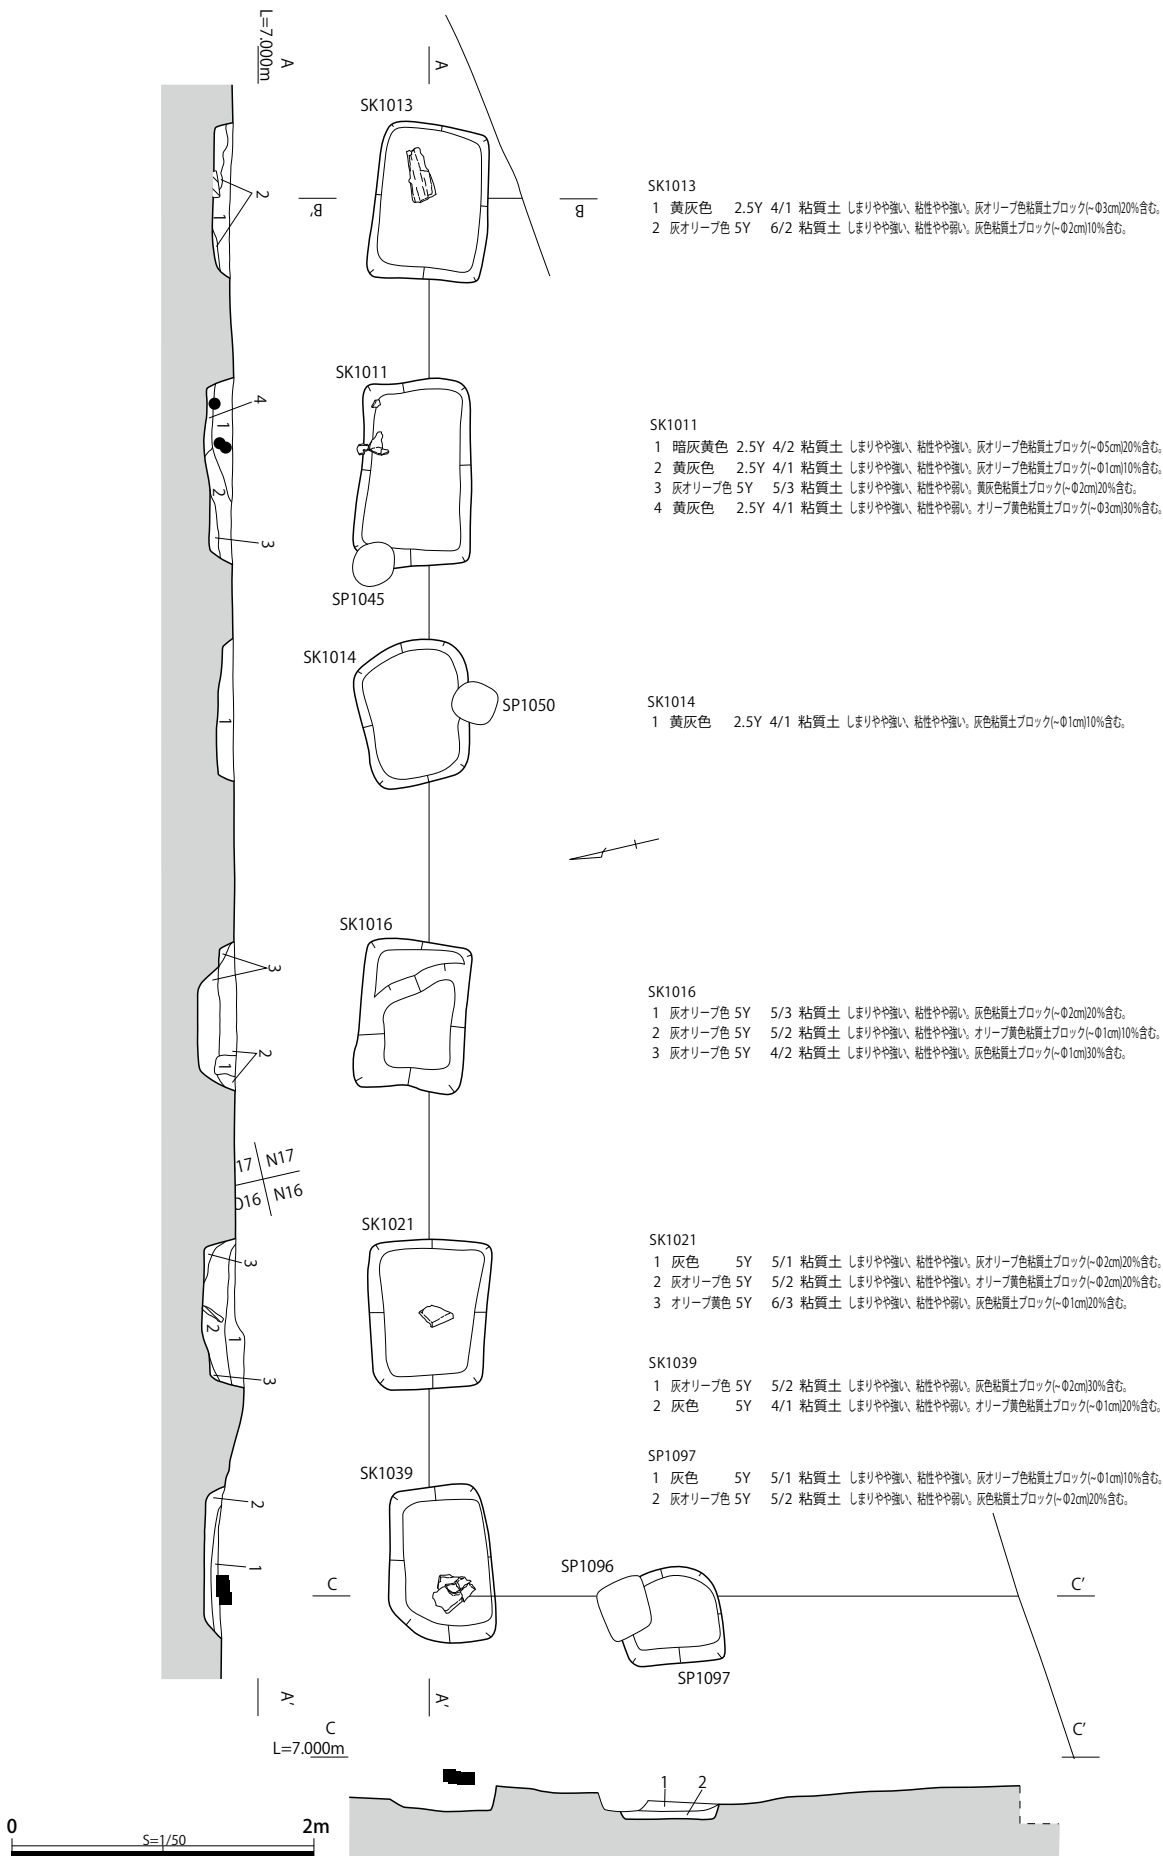 L=7.000m
A
A
SK1013
B'
B
2
1
SK1013
1 黄灰色 2.5Y 4/1 粘質土 しまりやや強い、粘性やや強い。灰オリーブ色粘質土ブロック(~Φ3cm)20%含む。
2 灰オリーブ色 5Y 6/2 粘質土 しまりやや強い、粘性やや弱い。灰色粘質土ブロック(~Φ2cm)10%含む。
SK1011
4
1
2
3
SP1045
SK1011
1 暗灰黄色 2.5Y 4/2 粘質土 しまりやや強い、粘性やや強い。灰オリーブ色粘質土ブロック(~Φ5cm)20%含む。
2 黄灰色 2.5Y 4/1 粘質土 しまりやや強い、粘性やや強い。灰オリーブ色粘質土ブロック(~Φ1cm)10%含む。
3 灰オリーブ色 5Y 5/3 粘質土 しまりやや強い、粘性やや弱い。黄灰色粘質土ブロック(~Φ2cm)20%含む。
4 黄灰色 2.5Y 4/1 粘質土 しまりやや強い、粘性やや弱い。オリーブ黄色粘質土ブロック(~Φ3cm)30%含む。
SK1014
SP1050
1
SK1014
1 黄灰色 2.5Y 4/1 粘質土 しまりやや強い、粘性やや強い。灰色粘質土ブロック(~Φ1cm)10%含む。
SK1016
3
2
1
SK1016
1 灰オリーブ色 5Y 5/3 粘質土 しまりやや強い、粘性やや弱い。灰色粘質土ブロック(~Φ2cm)20%含む。
2 灰オリーブ色 5Y 5/2 粘質土 しまりやや強い、粘性やや弱い。オリーブ黄色粘質土ブロック(~Φ1cm)10%含む。
3 灰オリーブ色 5Y 4/2 粘質土 しまりやや強い、粘性やや弱い。灰色粘質土ブロック(~Φ1cm)30%含む。
17 N17
O16 N16
SK1021
3
2
1
3
SK1021
1 灰色 5Y 5/1 粘質土 しまりやや強い、粘性やや強い。灰オリーブ色粘質土ブロック(~Φ2cm)20%含む。
2 灰オリーブ色 5Y 5/2 粘質土 しまりやや強い、粘性やや強い。オリーブ黄色粘質土ブロック(~Φ2cm)20%含む。
3 オリーブ黄色 5Y 6/3 粘質土 しまりやや強い、粘性やや弱い。灰色粘質土ブロック(~Φ1cm)20%含む。
SK1039
1 灰オリーブ色 5Y 5/2 粘質土 しまりやや強い、粘性やや弱い。灰色粘質土ブロック(~Φ2cm)30%含む。
2 灰色 5Y 4/1 粘質土 しまりやや強い、粘性やや弱い。オリーブ黄色粘質土ブロック(~Φ1cm)20%含む。
SP1097
1 灰色 5Y 5/1 粘質土 しまりやや強い、粘性やや強い。灰オリーブ色粘質土ブロック(~Φ1cm)10%含む。
2 灰オリーブ色 5Y 5/2 粘質土 しまりやや強い、粘性やや弱い。灰色粘質土ブロック(~Φ2cm)20%含む。
SK1039
2
1
C
SP1096
C'
SP1097
A'
A'
C
C'
L=7.000m
1 2
0 2m
S=1/50